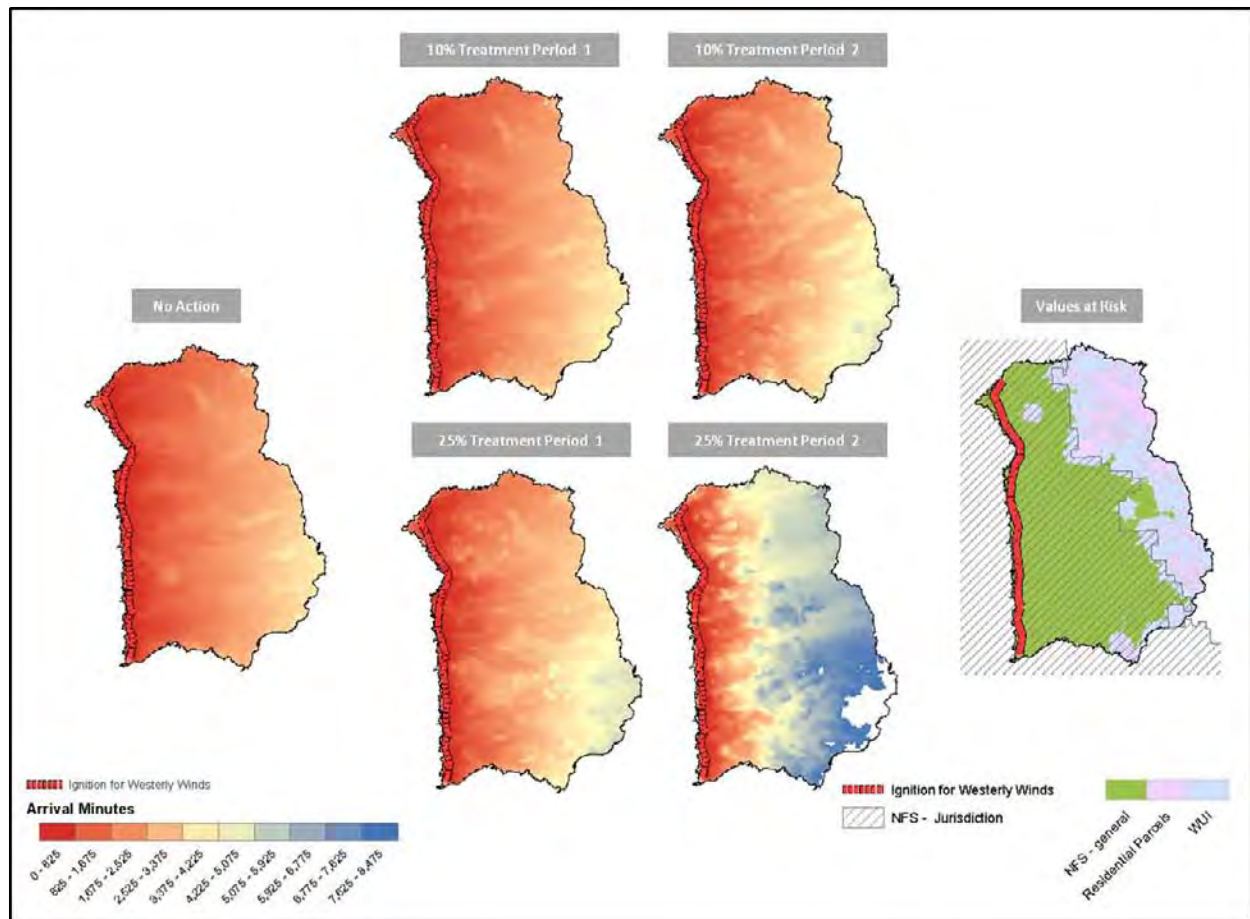 10% Treatment Period 1
10% Treatment Period 2
No Action
Values at Risk
25% Treatment Period 1
25% Treatment Period 2
Ignition for Westerly Winds
Arrival Minutes
0 - 825
825 - 1,675
1,675 - 2,525
2,525 - 3,375
3,375 - 4,225
4,225 - 5,075
5,075 - 5,925
5,925 - 6,775
6,775 - 7,625
7,625 - 8,475
Ignition for Westerly Winds
NFS - Jurisdiction
NFS - general
Residential Parcels
WUI